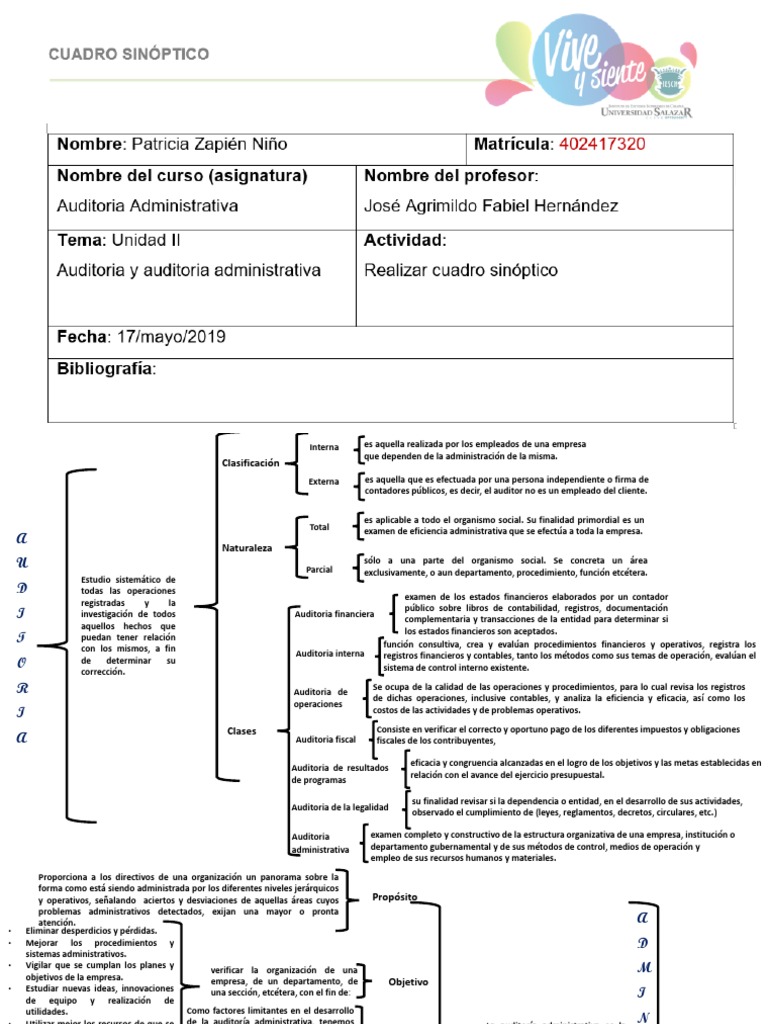 CUADRO SINÓPTICO
Vive
y siente
IESCH
UNIVERSIDAD SALAZAR
Nombre: Patricia Zapién Niño
Matrícula: 402417320
Nombre del curso (asignatura)
Auditoria Administrativa
Nombre del profesor:
José Agrimildo Fabiel Hernández
Tema: Unidad II
Auditoria y auditoria administrativa
Actividad:
Realizar cuadro sinóptico
Fecha: 17/mayo/2019
Bibliografía:
A
U
D
I
T
O
R
I
A
Estudio sistemático de
todas las operaciones
registradas y la
investigación de todos
aquellos hechos que
puedan tener relación
con los mismos, a fin
de determinar su
corrección.
Clasificación
Interna
es aquella realizada por los empleados de una empresa
que dependen de la administración de la misma.
Externa
es aquella que es efectuada por una persona independiente o firma de
contadores públicos, es decir, el auditor no es un empleado del cliente.
Naturaleza
Total
es aplicable a todo el organismo social. Su finalidad primordial es un
examen de eficiencia administrativa que se efectúa a toda la empresa.
Parcial
sólo a una parte del organismo social. Se concreta un área
exclusivamente, o aun departamento, procedimiento, función etcétera.
Clases
Auditoria financiera
examen de los estados financieros elaborados por un contador
público sobre libros de contabilidad, registros, documentación
complementaria y transacciones de la entidad para determinar si
los estados financieros son aceptados.
Auditoria interna
función consultiva, crea y evalúan procedimientos financieros y operativos, registra los
registros financieros y contables, tanto los métodos como sus temas de operación, evalúan el
sistema de control interno existente.
Auditoria de
operaciones
Se ocupa de la calidad de las operaciones y procedimientos, para lo cual revisa los registros
de dichas operaciones, inclusive contables, y analiza la eficiencia y eficacia, así como los
costos de las actividades y de problemas operativos.
Auditoria fiscal
Consiste en verificar el correcto y oportuno pago de los diferentes impuestos y obligaciones
fiscales de los contribuyentes,
Auditoria de resultados
de programas
eficacia y congruencia alcanzadas en el logro de los objetivos y las metas establecidas en
relación con el avance del ejercicio presupuestal.
Auditoria de la legalidad
su finalidad revisar si la dependencia o entidad, en el desarrollo de sus actividades,
observado el cumplimiento de (leyes, reglamentos, decretos, circulares, etc.)
Auditoria
administrativa
examen completo y constructivo de la estructura organizativa de una empresa, institución o
departamento gubernamental y de sus métodos de control, medios de operación y
empleo de sus recursos humanos y materiales.
Proporciona a los directivos de una organización un panorama sobre la
forma como está siendo administrada por los diferentes niveles jerárquicos
y operativos, señalando aciertos y desviaciones de aquellas áreas cuyos
problemas administrativos detectados, exijan una mayor o pronta
atención.
Propósito
· Eliminar desperdicios y pérdidas.
· Mejorar los procedimientos y
sistemas administrativos.
· Vigilar que se cumplan los planes y
objetivos de la empresa.
· Estudiar nuevas ideas, innovaciones
de equipo y realización de
utilidades.
· Utilizar mejor los recursos de que se
verificar la organización de una
empresa, de un departamento, de
una sección, etcétera, con el fin de:
Objetivo
Como factores limitantes en el desarrollo
de la auditoría administrativa, tenemos
A
D
M
I
N